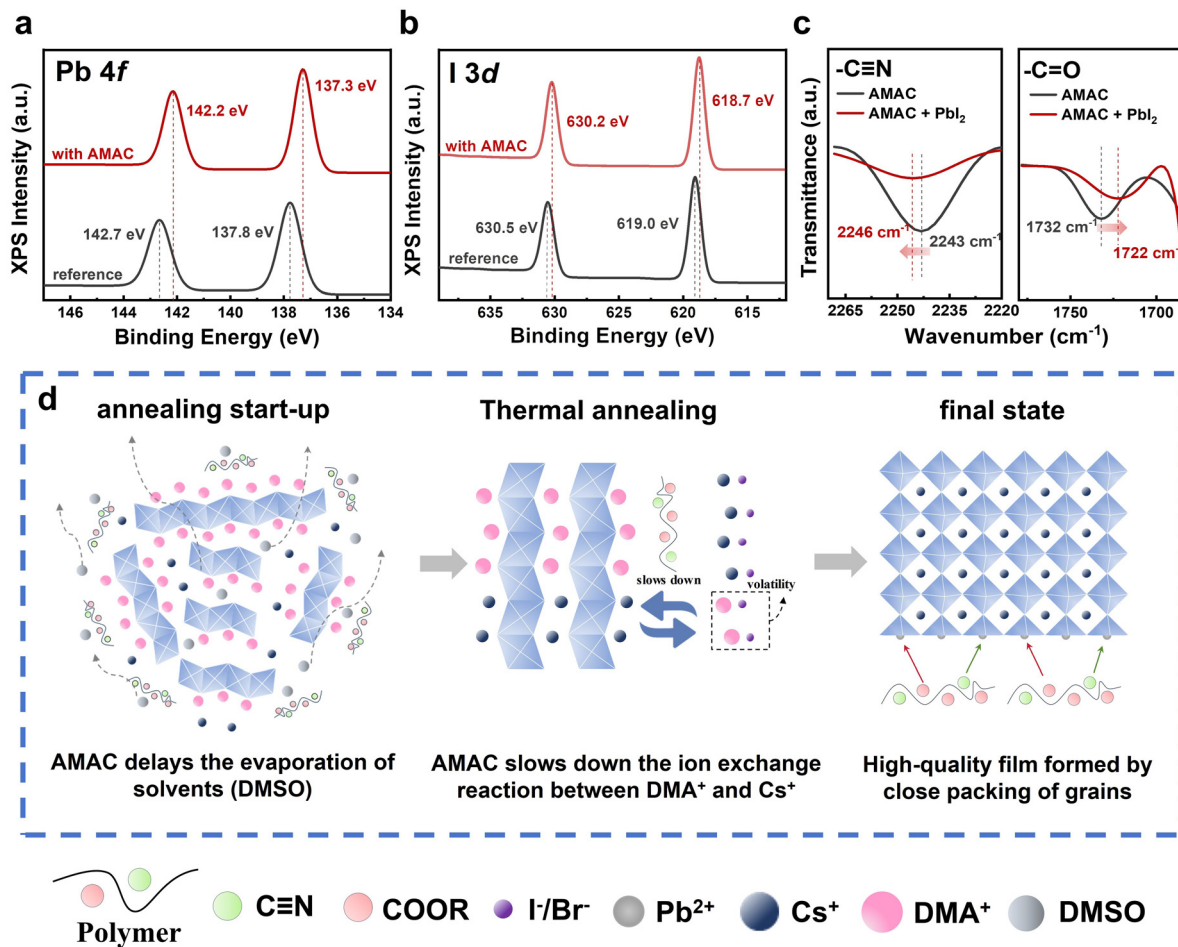 a
Pb 4f
137.3 eV
142.2 eV
with AMAC
142.7 eV
137.8 eV
reference
XPS Intensity (a.u.)
146 144 142 140 138 136 134
Binding Energy (eV)
b
I 3d
618.7 eV
630.2 eV
with AMAC
630.5 eV
619.0 eV
reference
XPS Intensity (a.u.)
635 630 625 620 615
Binding Energy (eV)
c
-C≡N
AMAC
AMAC + PbI₂
2246 cm⁻¹
2243 cm⁻¹
2265 2250 2235 2220
-C=O
AMAC
AMAC + PbI₂
1732 cm⁻¹
1722 cm⁻¹
1750 1700
Transmittance (a.u.)
Wavenumber (cm⁻¹)
d
annealing start-up
Thermal annealing
final state
slows down
volatility
AMAC delays the evaporation of
solvents (DMSO)
AMAC slows down the ion exchange
reaction between DMA⁺ and Cs⁺
High-quality film formed by
close packing of grains
Polymer
C≡N
COOR
I⁻/Br⁻
Pb²⁺
Cs⁺
DMA⁺
DMSO